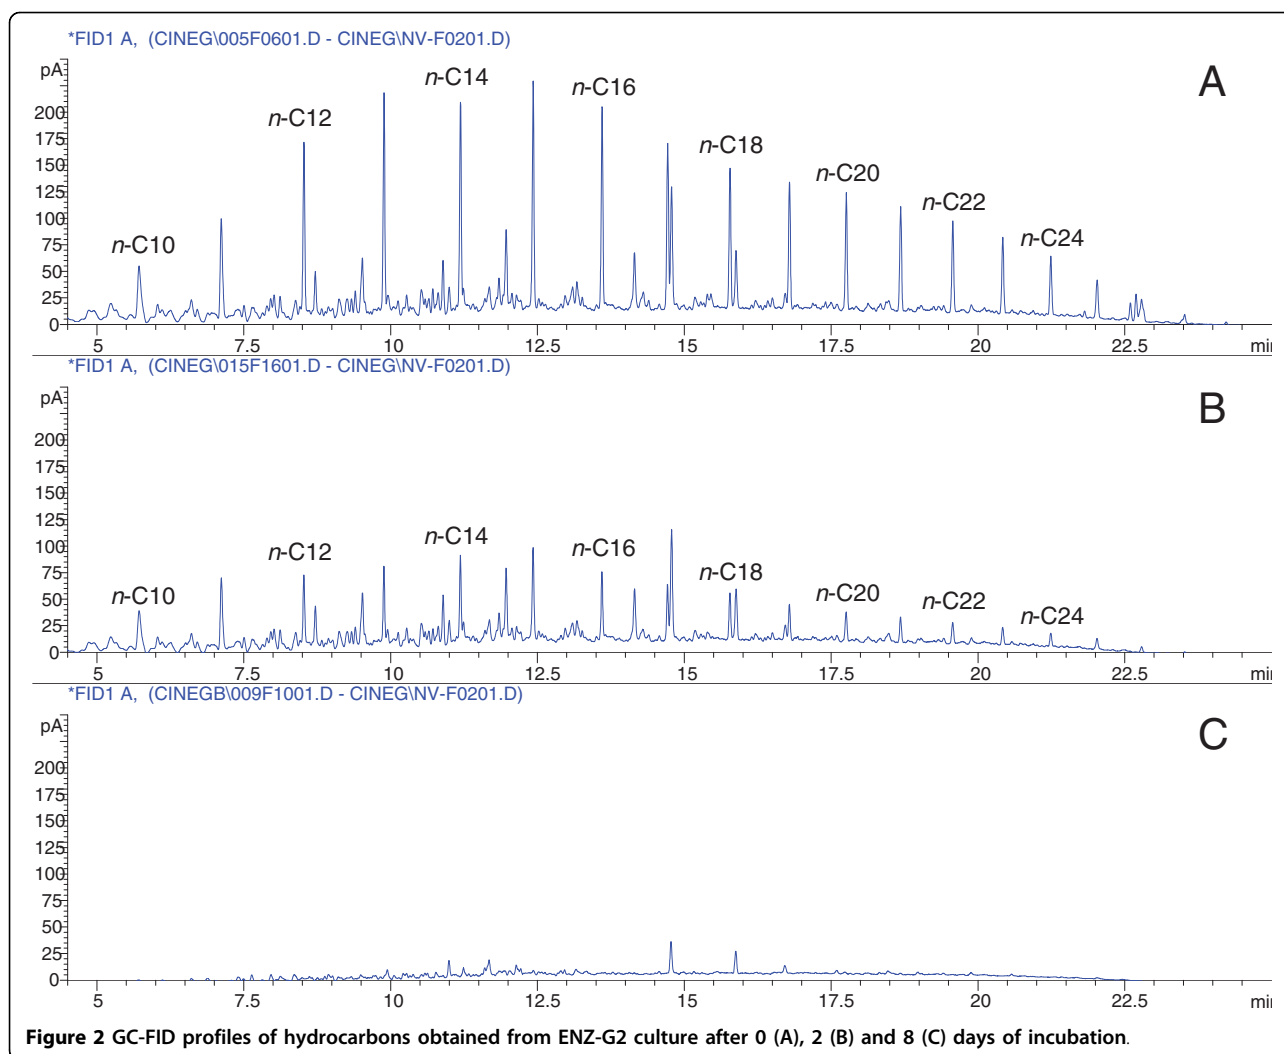 *FID1 A, (CINEG\005F0601.D - CINEG\NV-F0201.D)
pA
A
n-C10
n-C12
n-C14
n-C16
n-C18
n-C20
n-C22
n-C24
200
175
150
125
100
75
50
25
0
5 7.5 10 12.5 15 17.5 20 22.5 min
*FID1 A, (CINEG\015F1601.D - CINEG\NV-F0201.D)
pA
B
n-C10
n-C12
n-C14
n-C16
n-C18
n-C20
n-C22
n-C24
200
175
150
125
100
75
50
25
0
5 7.5 10 12.5 15 17.5 20 22.5 min
*FID1 A, (CINEGB\009F1001.D - CINEG\NV-F0201.D)
pA
C
200
175
150
125
100
75
50
25
0
5 7.5 10 12.5 15 17.5 20 22.5 min
Figure 2 GC-FID profiles of hydrocarbons obtained from ENZ-G2 culture after 0 (A), 2 (B) and 8 (C) days of incubation.